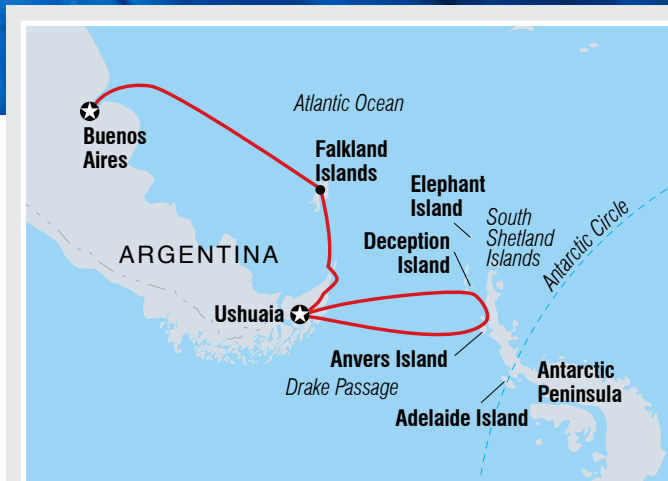 Atlantic Ocean
Buenos
Aires
Falkland
Islands
Elephant
Island
South
Shetland
Islands
Antarctic Circle
Deception
Island
ARGENTINA
Ushuaia
Anvers Island
Drake Passage
Antarctic
Peninsula
Adelaide Island